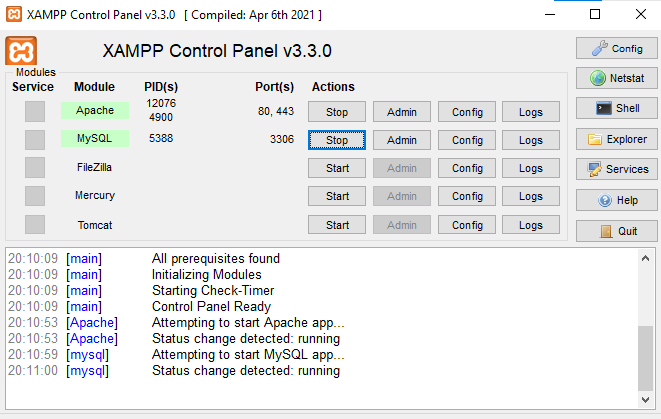 XAMPP Control Panel v3.3.0 [ Compiled: Apr 6th 2021 ]
XAMPP Control Panel v3.3.0
Config
Modules
Service Module PID(s) Port(s) Actions
Netstat
Apache 12076 4900 80, 443 Stop Admin Config Logs
Shell
MySQL 5388 3306 Stop Admin Config Logs
Explorer
FileZilla Start Admin Config Logs
Services
Mercury Start Admin Config Logs
Help
Tomcat Start Admin Config Logs
Quit
20:10:09 [main] All prerequisites found
20:10:09 [main] Initializing Modules
20:10:09 [main] Starting Check-Timer
20:10:09 [main] Control Panel Ready
20:10:53 [Apache] Attempting to start Apache app...
20:10:53 [Apache] Status change detected: running
20:10:59 [mysql] Attempting to start MySQL app...
20:11:00 [mysql] Status change detected: running